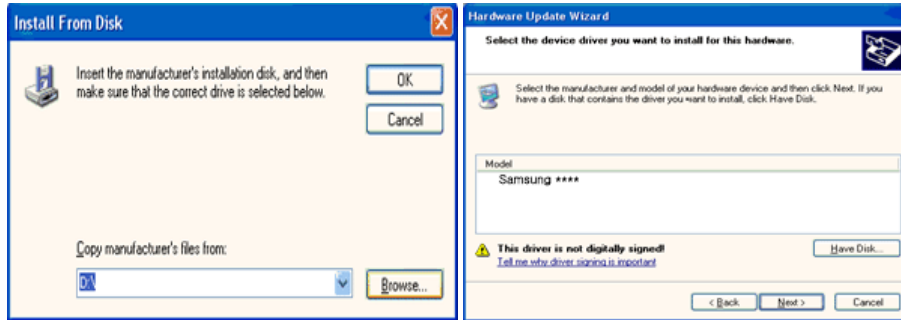 Install From Disk
Insert the manufacturer's installation disk, and then
make sure that the correct drive is selected below.
OK
Cancel
Copy manufacturer's files from:
D:\
Browse...
Hardware Update Wizard
Select the device driver you want to install for this hardware.
Select the manufacturer and model of your hardware device and then click Next. If you
have a disk that contains the driver you want to install, click Have Disk.
Model
Samsung ****
This driver is not digitally signed!
Tell me why driver signing is important
Have Disk...
< Back
Next >
Cancel